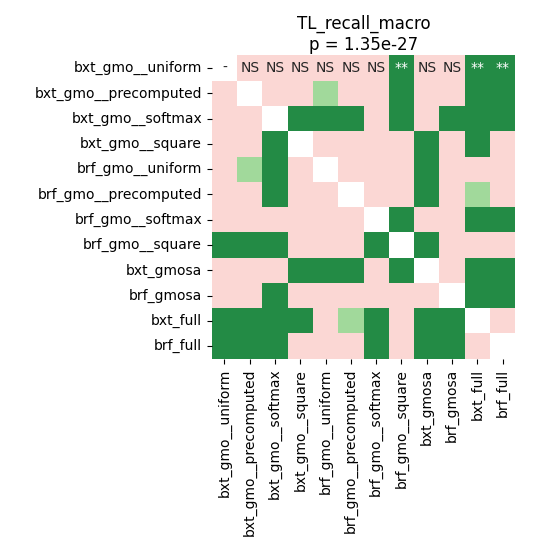 TL_recall_macro
p = 1.35e-27
bxt_gmo__uniform
- NS NS NS NS NS NS ** NS NS ** **
bxt_gmo__precomputed
bxt_gmo__softmax
bxt_gmo__square
brf_gmo__uniform
brf_gmo__precomputed
brf_gmo__softmax
brf_gmo__square
bxt_gmosa
brf_gmosa
bxt_full
brf_full
bxt_gmo__uniform
bxt_gmo__precomputed
bxt_gmo__softmax
bxt_gmo__square
brf_gmo__uniform
brf_gmo__precomputed
brf_gmo__softmax
brf_gmo__square
bxt_gmosa
brf_gmosa
bxt_full
brf_full